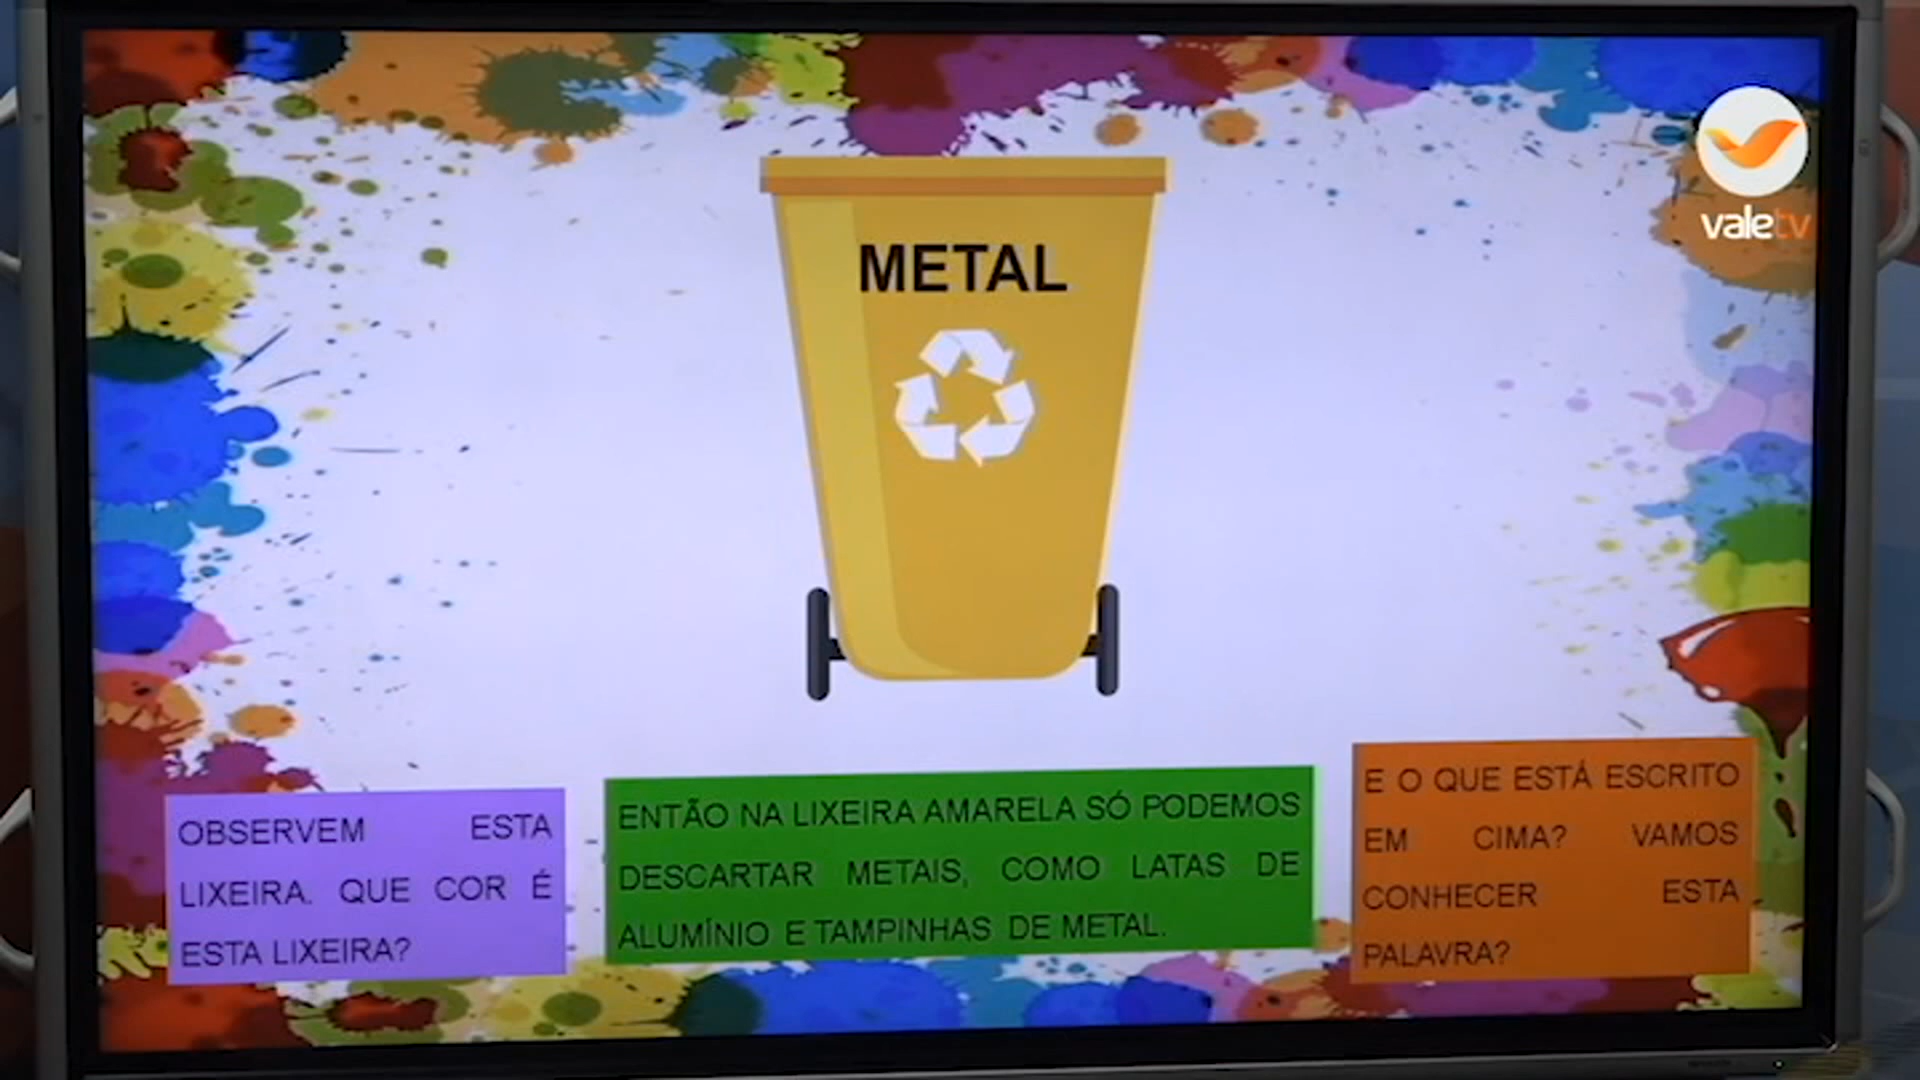 valetv
METAL
OBSERVEM ESTA
LIXEIRA. QUE COR É
ESTA LIXEIRA?
ENTÃO NA LIXEIRA AMARELA SÓ PODEMOS
DESCARTAR METAIS, COMO LATAS DE
ALUMÍNIO E TAMPINHAS DE METAL.
E O QUE ESTÁ ESCRITO
EM CIMA? VAMOS
CONHECER ESTA
PALAVRA?